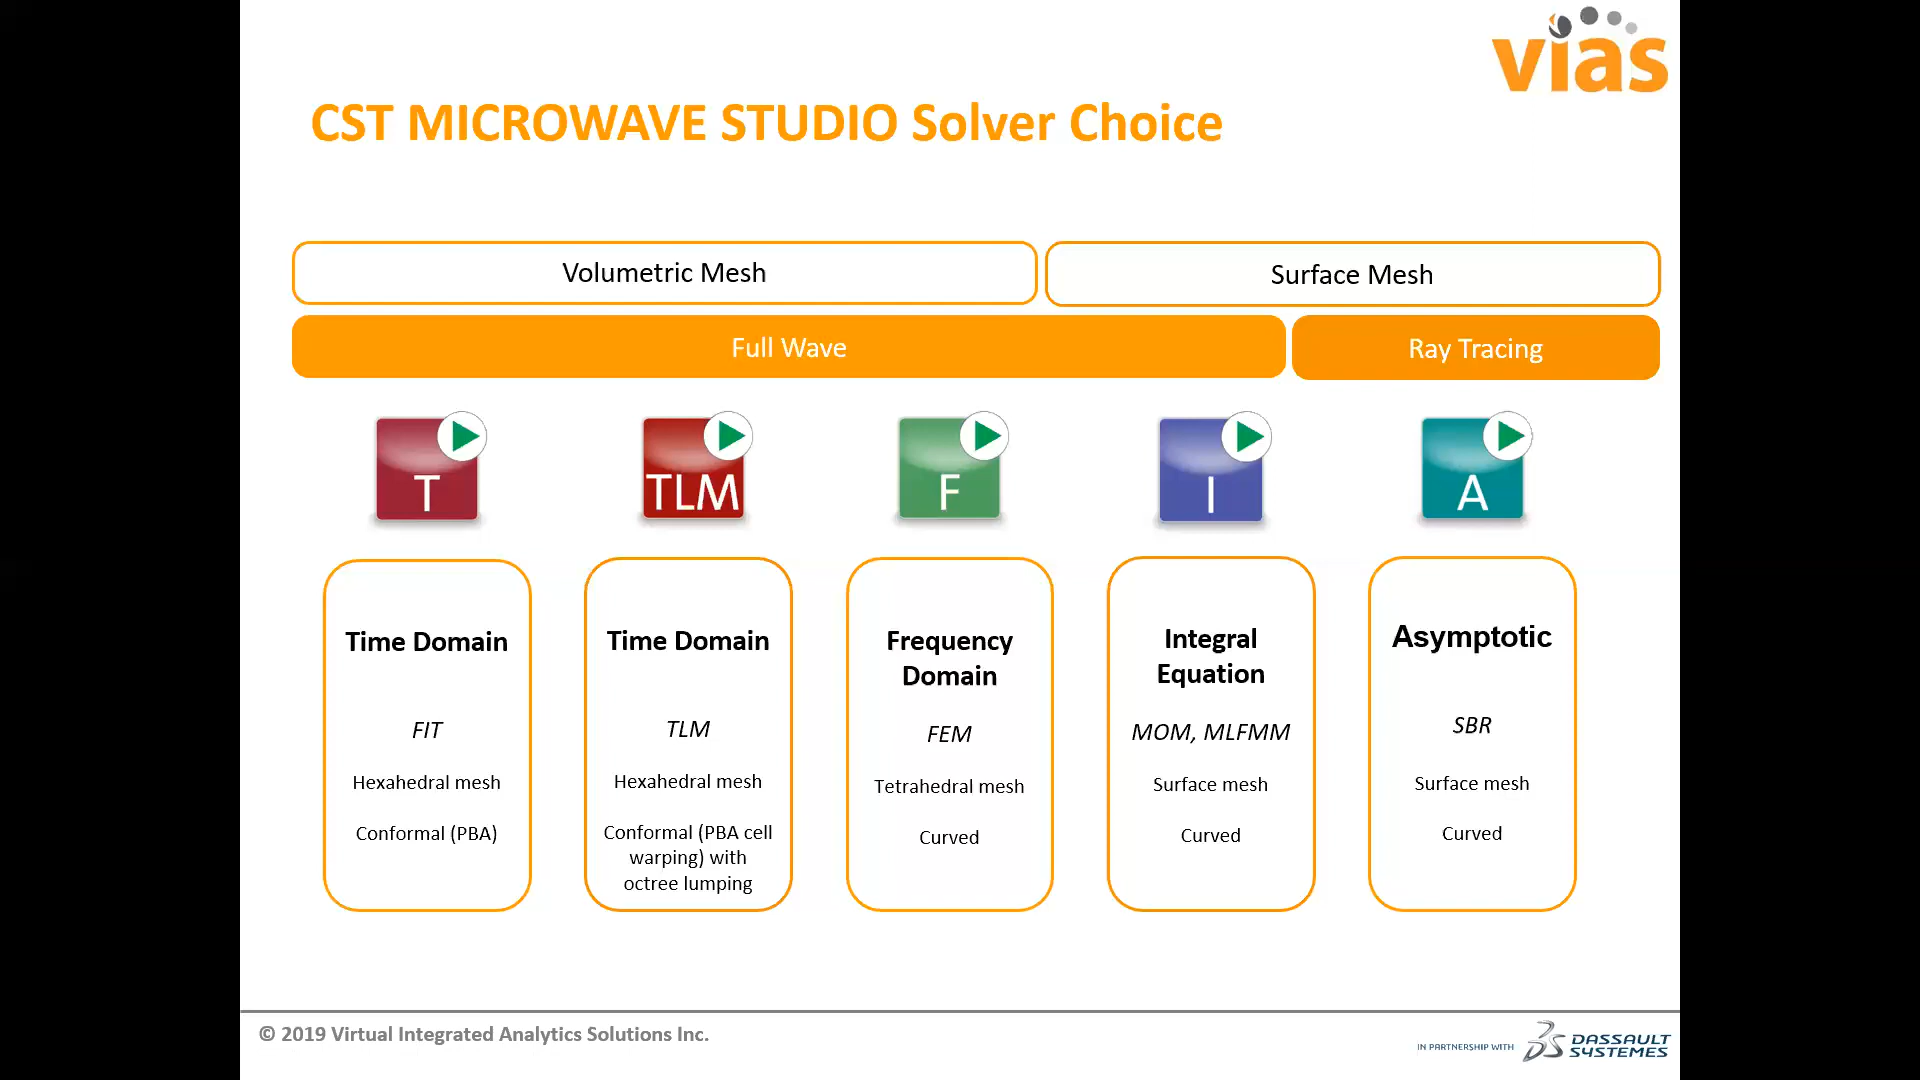 vias
CST MICROWAVE STUDIO Solver Choice
Volumetric Mesh
Surface Mesh
Full Wave
Ray Tracing
T
TLM
F
I
A
Time Domain
FIT
Hexahedral mesh
Conformal (PBA)
Time Domain
TLM
Hexahedral mesh
Conformal (PBA cell
warping) with
octree lumping
Frequency
Domain
FEM
Tetrahedral mesh
Curved
Integral
Equation
MOM, MLFMM
Surface mesh
Curved
Asymptotic
SBR
Surface mesh
Curved
© 2019 Virtual Integrated Analytics Solutions Inc.
IN PARTNERSHIP WITH
DASSAULT
SYSTEMES